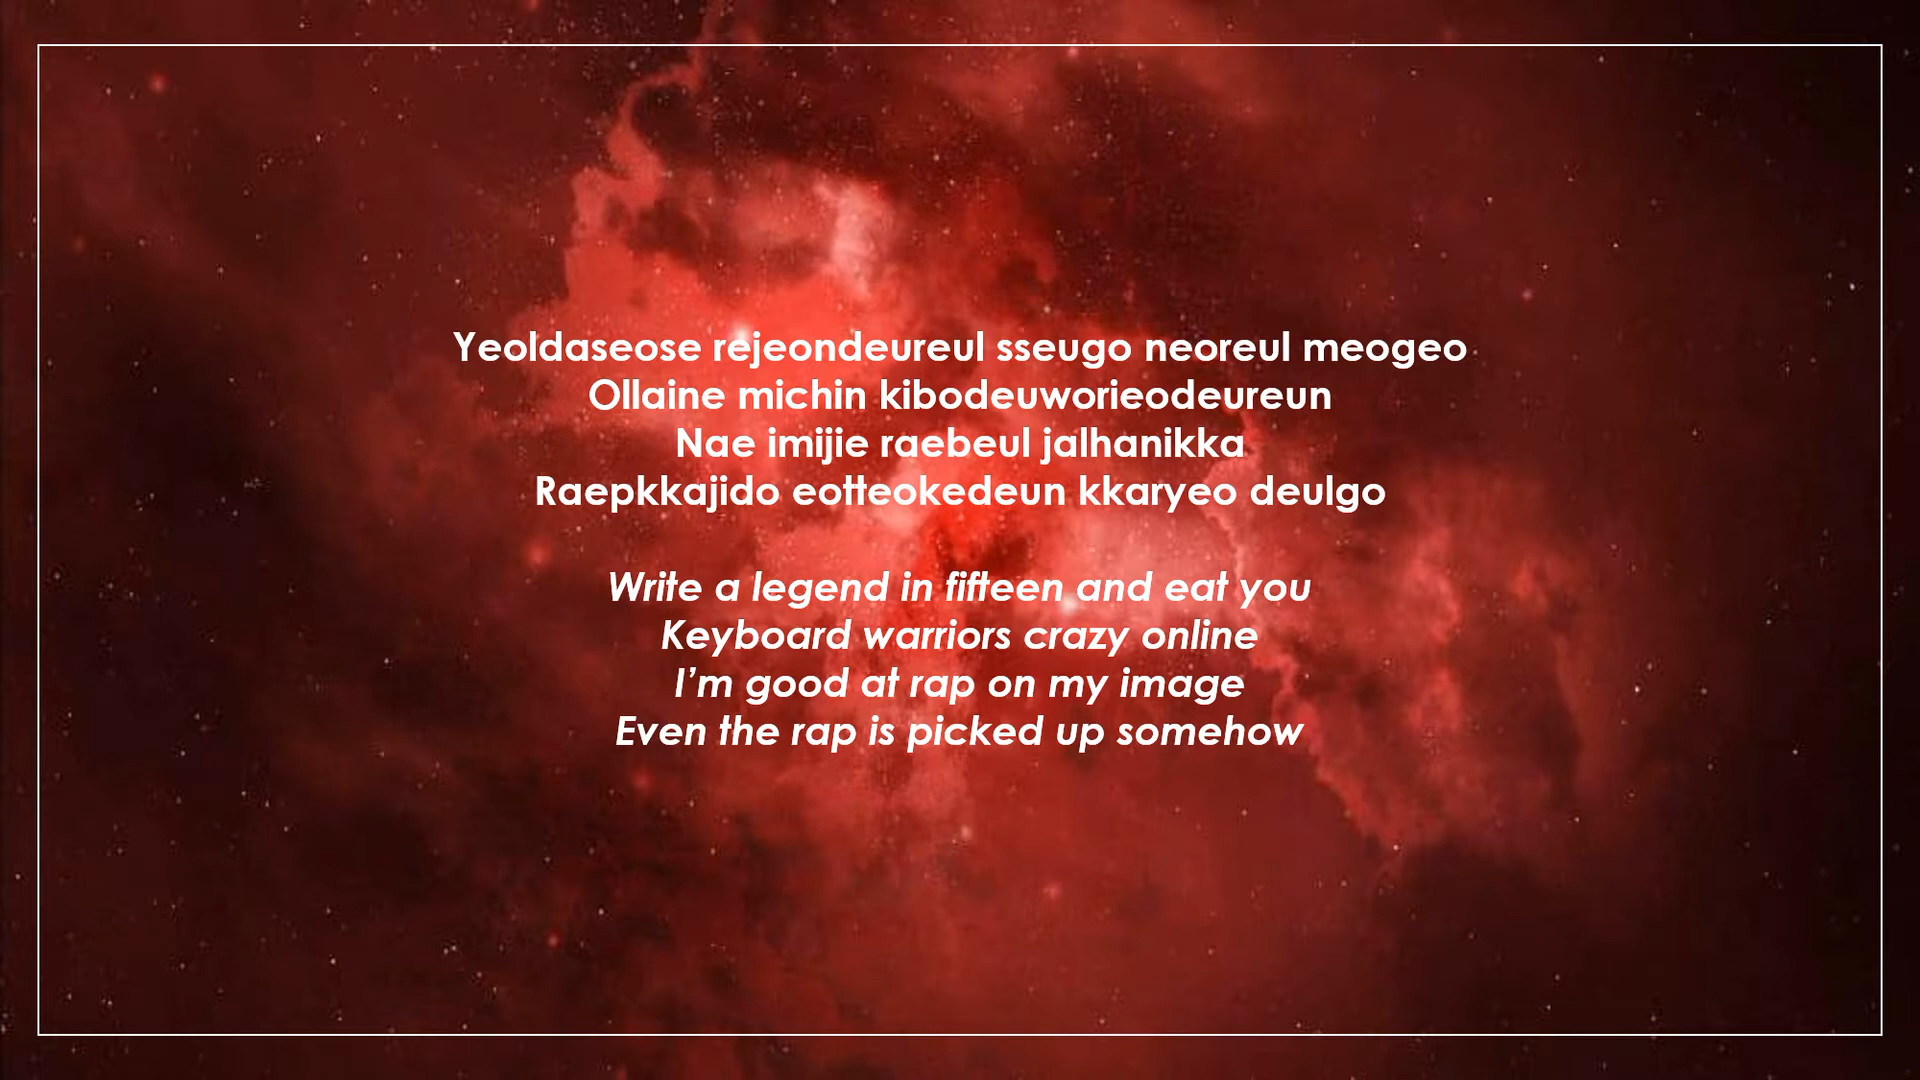 Yeoldaseose rejeondeureul sseugo neoreul meogeo
Ollaine michin kibodeuworieodeureun
Nae imijie raebeul jalhanikka
Raepkkajido eotteokedeun kkaryeo deulgo
Write a legend in fifteen and eat you
Keyboard warriors crazy online
I’m good at rap on my image
Even the rap is picked up somehow